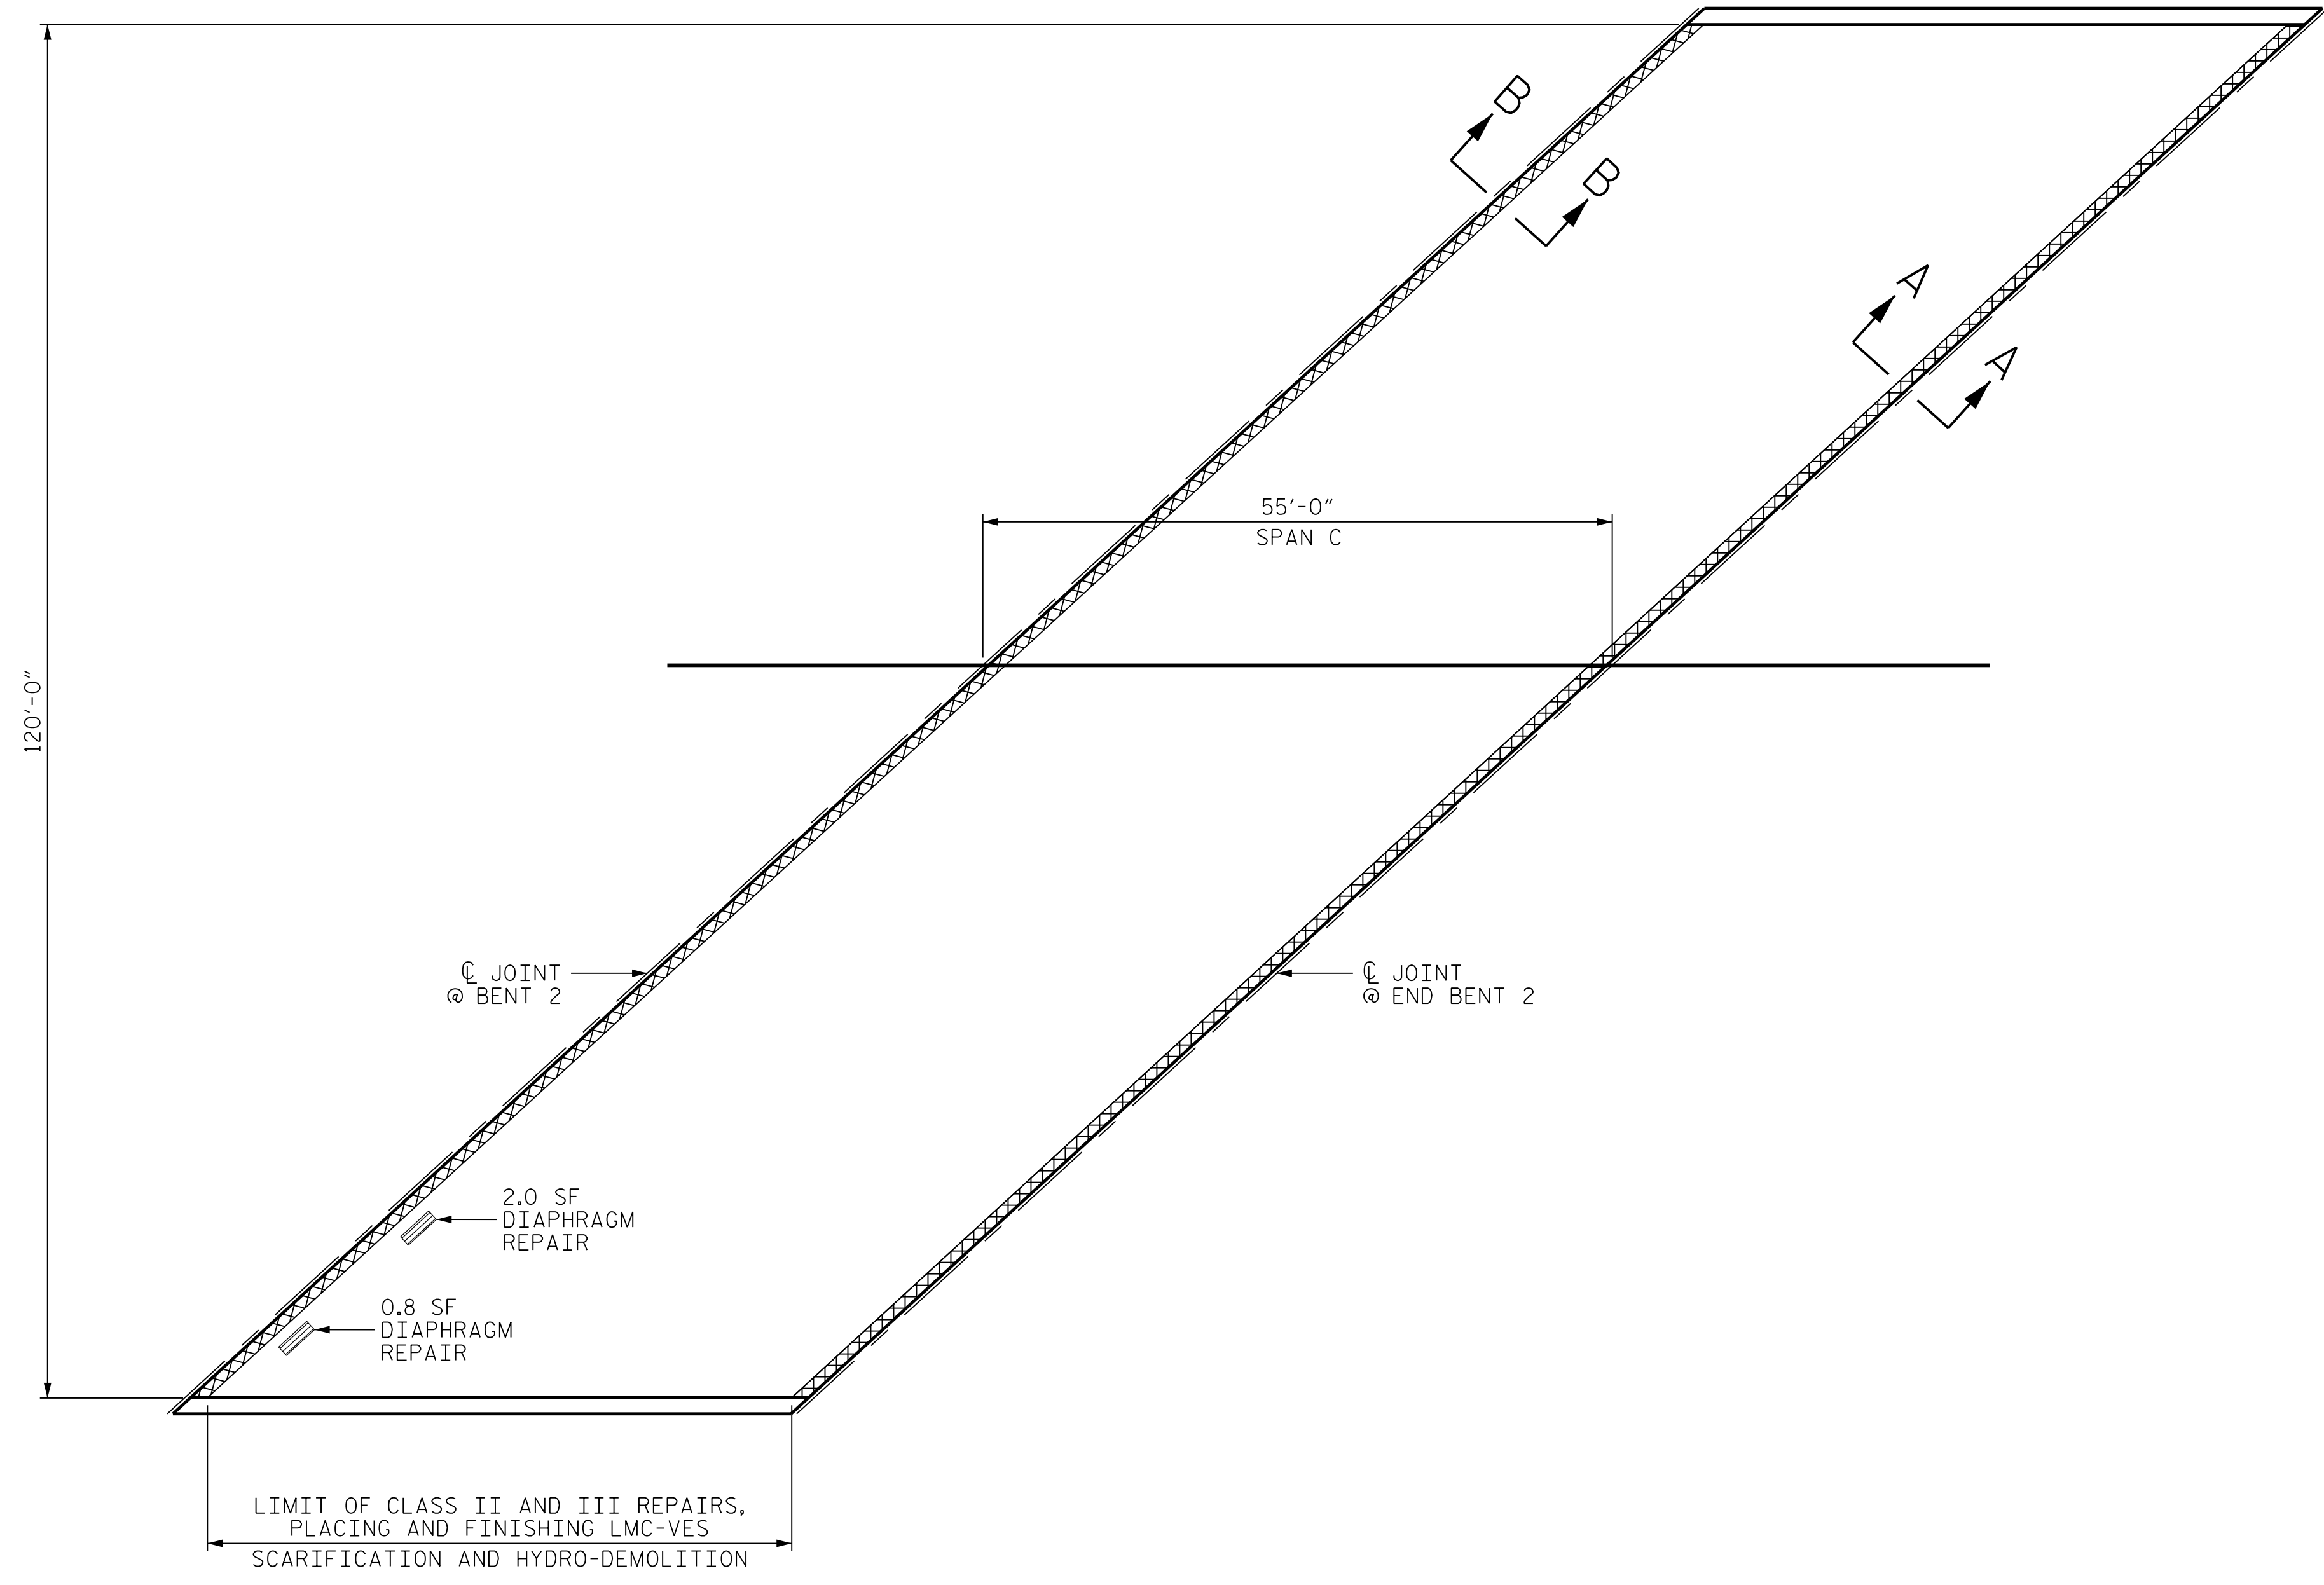 B
B
A
A
55'-0"
SPAN C
120'-0"
℄ JOINT
@ BENT 2
℄ JOINT
@ END BENT 2
2.0 SF
DIAPHRAGM
REPAIR
0.8 SF
DIAPHRAGM
REPAIR
LIMIT OF CLASS II AND III REPAIRS,
PLACING AND FINISHING LMC-VES
SCARIFICATION AND HYDRO-DEMOLITION